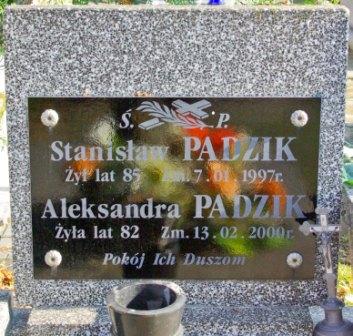 Ś. P.
Stanisław PADZIK
Żył lat 85 Zm. 7.01.1997r.
Aleksandra PADZIK
Żyła lat 82 Zm. 13.02.2000r.
Pokój Ich Duszom